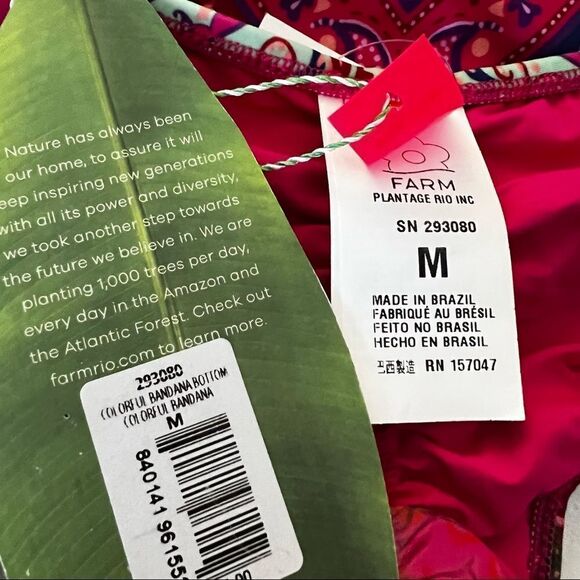 Nature has always been
our home, to assure it will
eep inspiring new generations
with all its power and diversity,
we took another step towards
the future we believe in. We are
planting 1,000 trees per day,
every day in the Amazon and
the Atlantic Forest. Check out
farmrio.com to learn more.
293080
COLORFUL BANDANA BOTTOM
COLORFUL BANDANA
M
840141 96155
00
FARM
PLANTAGE RIO INC
SN 293080
M
MADE IN BRAZIL
FABRIQUÉ AU BRÉSIL
FEITO NO BRASIL
HECHO EN BRASIL
巴西製造 RN 157047